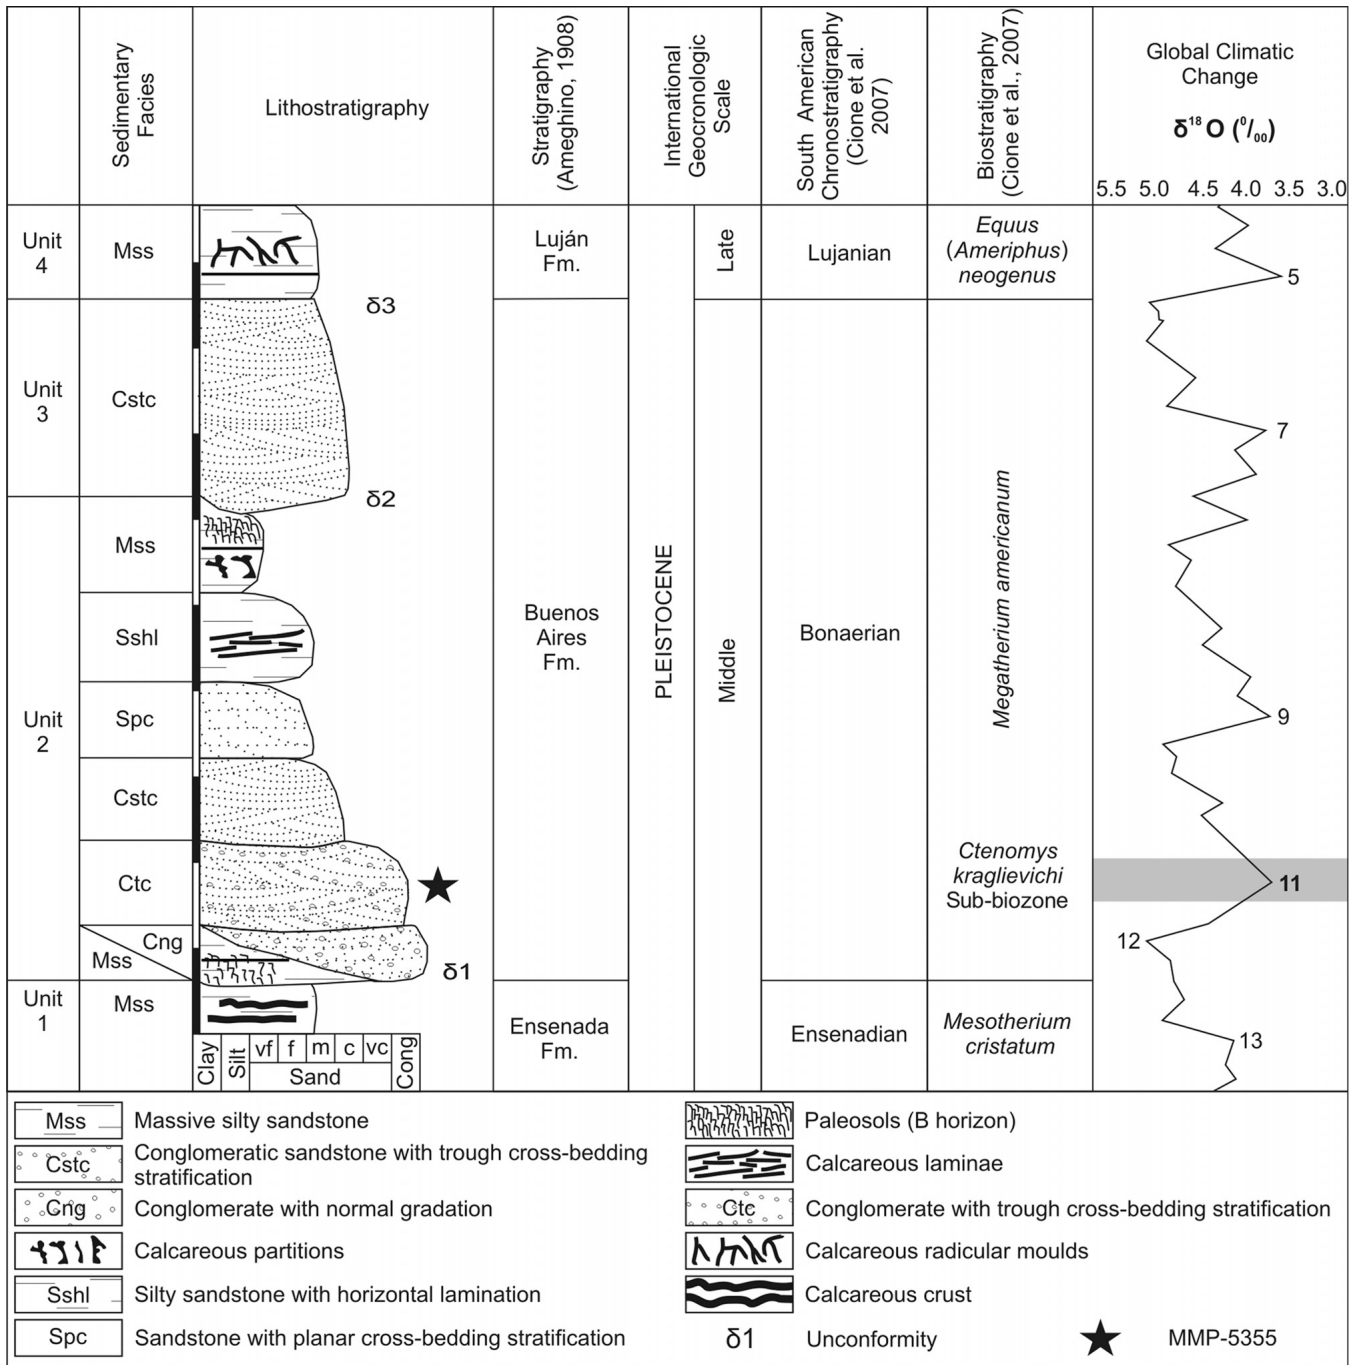 Sedimentary
Facies
Lithostratigraphy
Stratigraphy
(Ameghino, 1908)
International
Geocronologic
Scale
South American
Chronostratigraphy
(Cione et al.
2007)
Biostratigraphy
(Cione et al., 2007)
Global Climatic
Change
δ¹⁸ O (⁰/₀₀)
5.5 5.0 4.5 4.0 3.5 3.0
Unit
4
Mss
Luján
Fm.
Late
Lujanian
Equus
(Ameriphus)
neogenus
5
δ3
Unit
3
Cstc
7
δ2
Mss
Sshl
Unit
2
Spc
Cstc
Ctc
Cng
Mss
δ1
Buenos
Aires
Fm.
PLEISTOCENE
Middle
Bonaerian
Megatherium americanum
9
Ctenomys
kraglievichi
Sub-biozone
11
12
Unit
1
Mss
Ensenada
Fm.
Ensenadian
Mesotherium
cristatum
13
Clay
Silt
vf f m c vc
Sand
Cong
Mss Massive silty sandstone
Cstc Conglomeratic sandstone with trough cross-bedding
stratification
Cng Conglomerate with normal gradation
Calcareous partitions
Sshl Silty sandstone with horizontal lamination
Spc Sandstone with planar cross-bedding stratification
Paleosols (B horizon)
Calcareous laminae
Ctc Conglomerate with trough cross-bedding stratification
Calcareous radicular moulds
Calcareous crust
δ1 Unconformity
MMP-5355